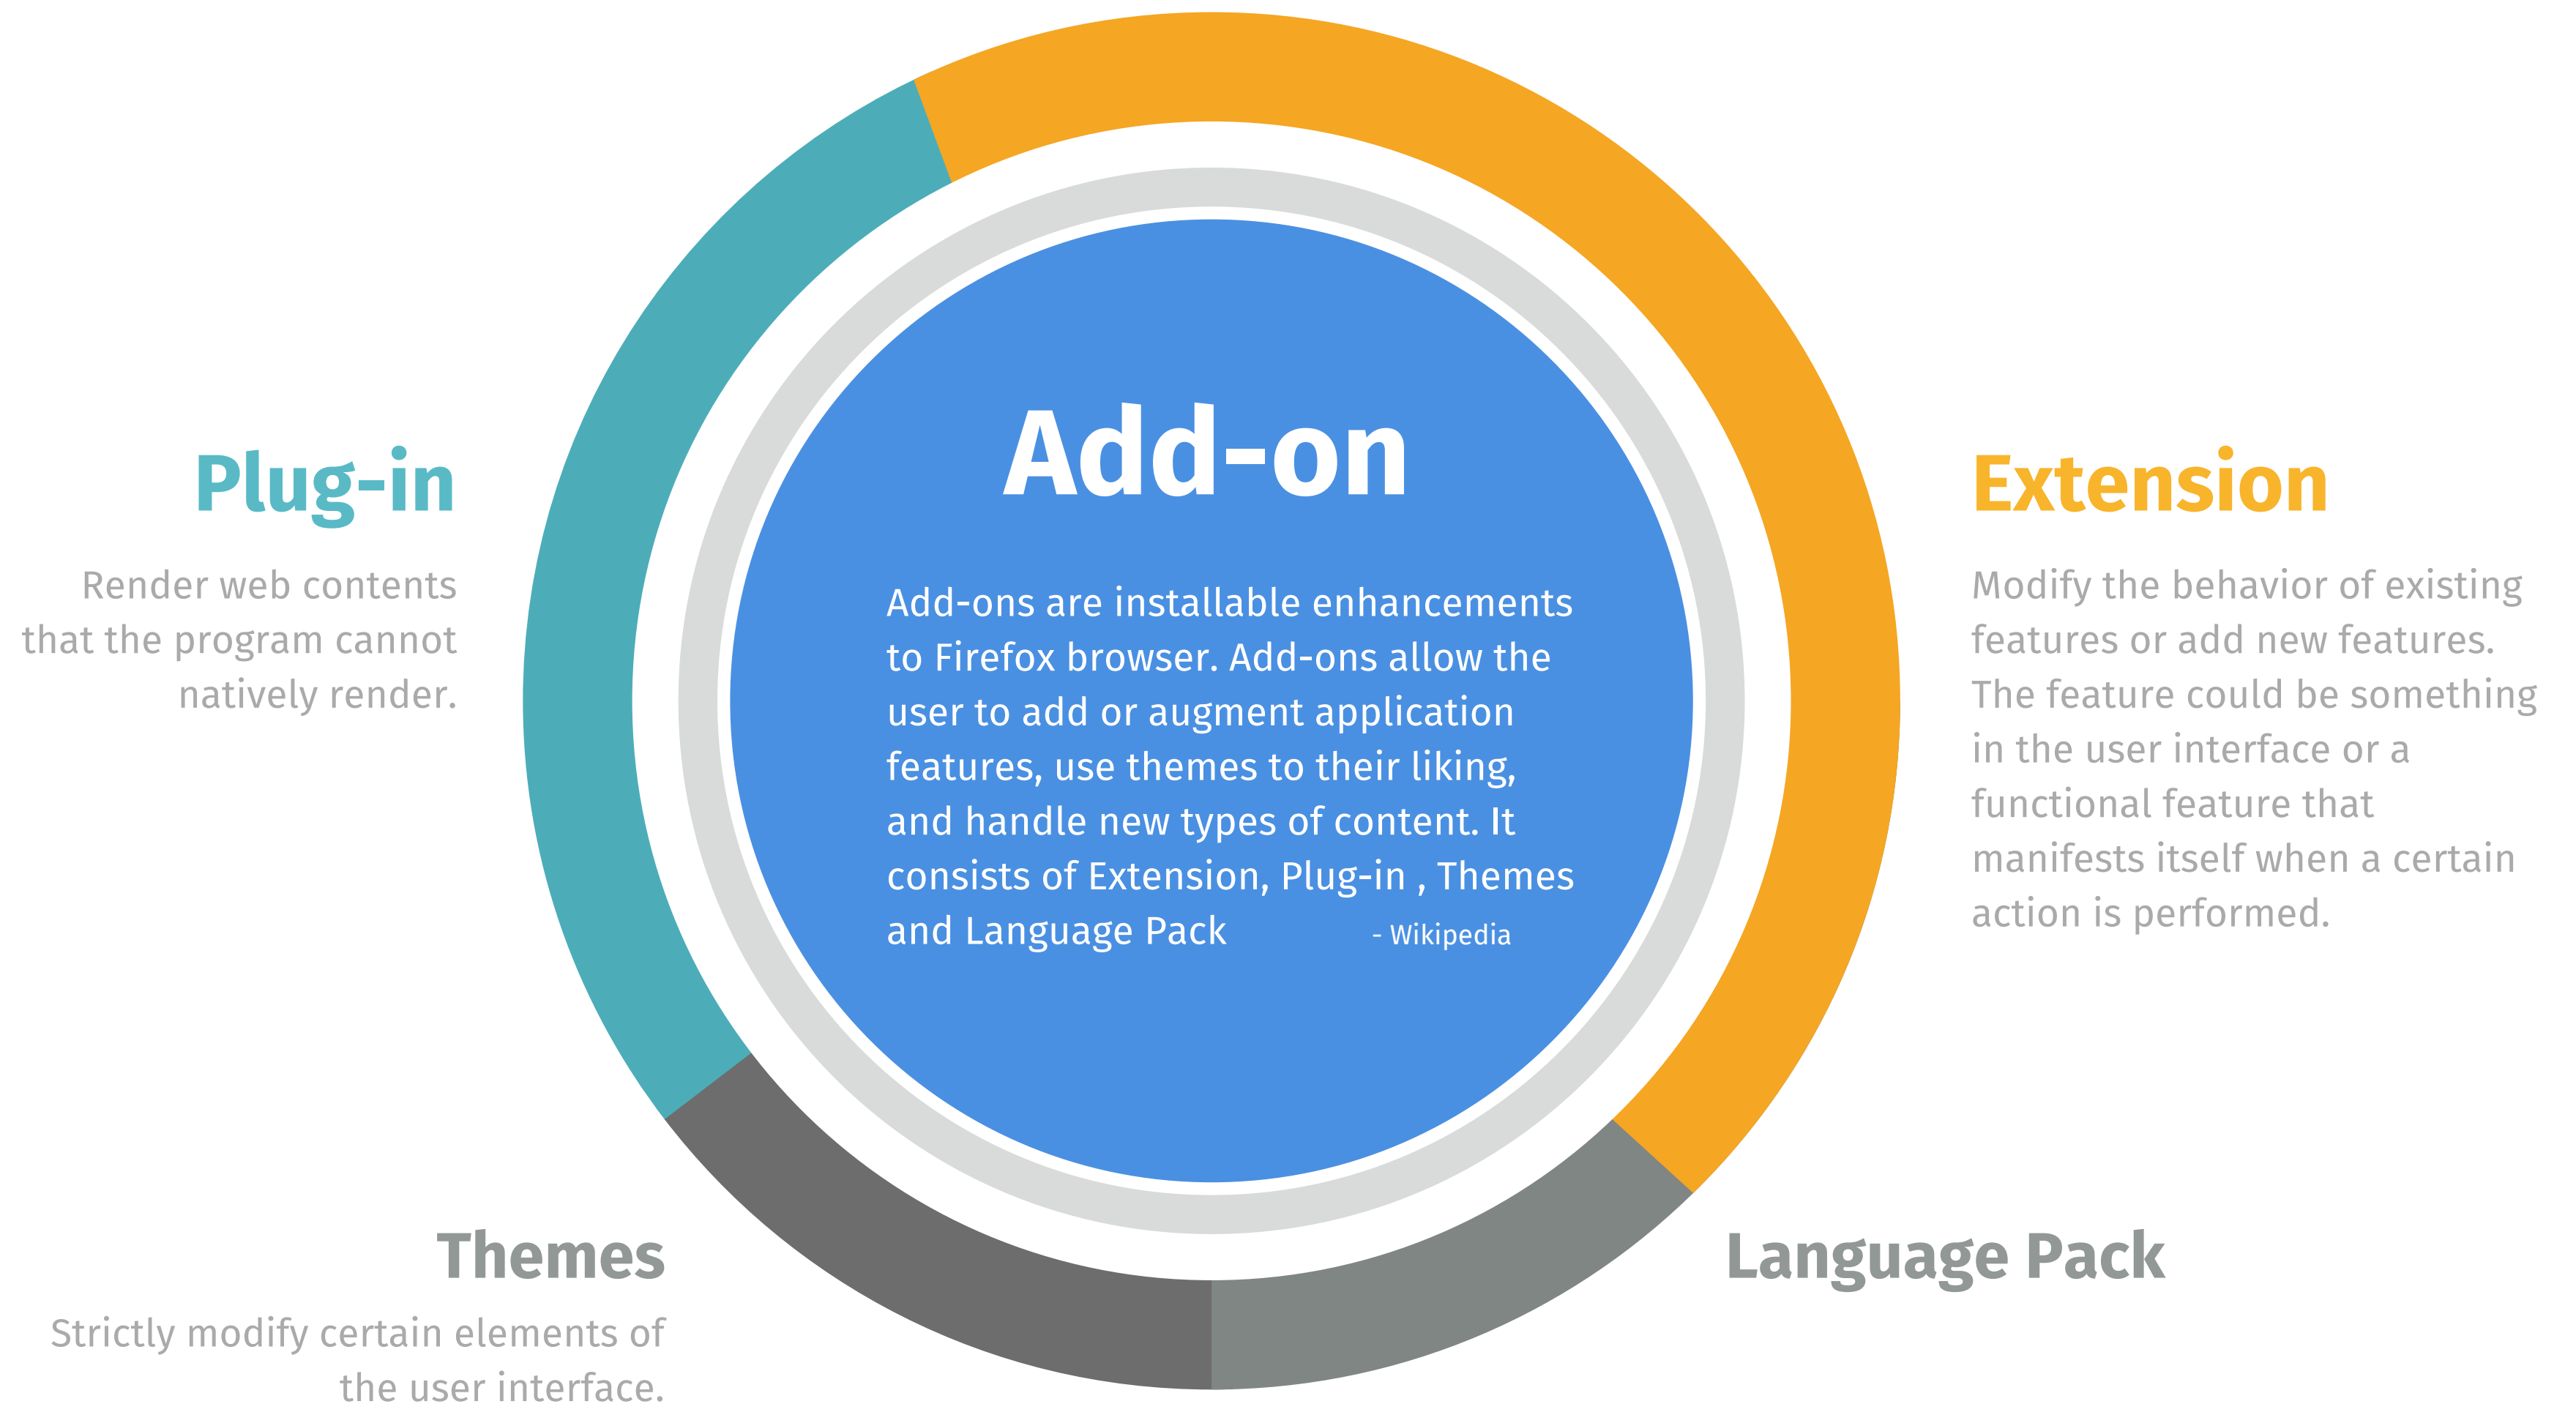 Add-on
Add-ons are installable enhancements
to Firefox browser. Add-ons allow the
user to add or augment application
features, use themes to their liking,
and handle new types of content. It
consists of Extension, Plug-in , Themes
and Language Pack - Wikipedia
Plug-in
Render web contents
that the program cannot
natively render.
Extension
Modify the behavior of existing
features or add new features.
The feature could be something
in the user interface or a
functional feature that
manifests itself when a certain
action is performed.
Themes
Strictly modify certain elements of
the user interface.
Language Pack